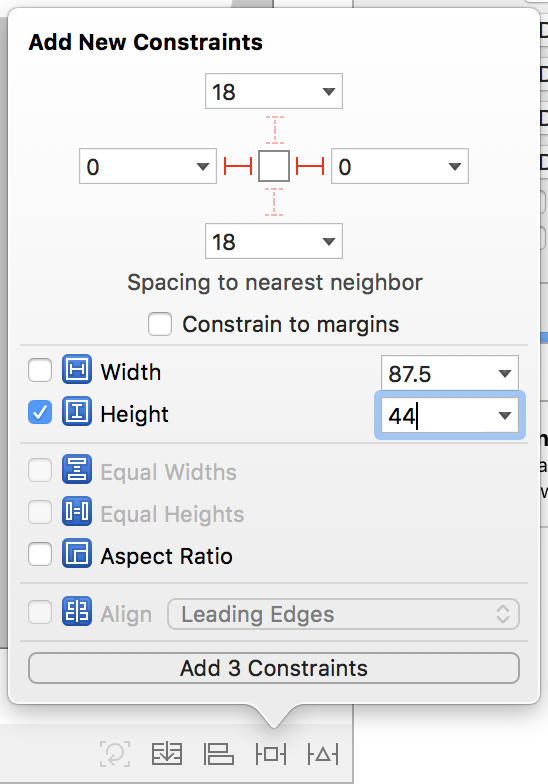 Add New Constraints
18
0
0
18
Spacing to nearest neighbor
Constrain to margins
Width
87.5
Height
44
Equal Widths
Equal Heights
Aspect Ratio
Align
Leading Edges
Add 3 Constraints